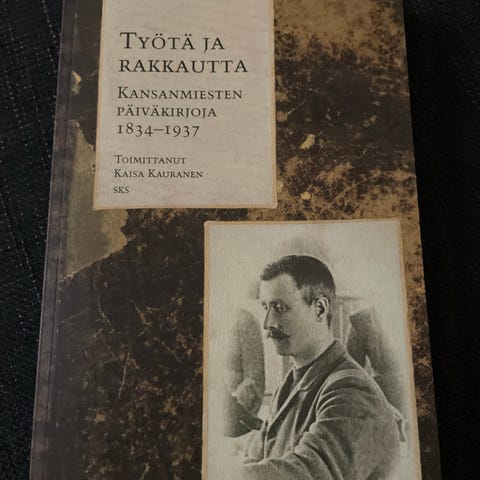 TYÖTÄ JA
RAKKAUTTA
KANSANMIESTEN
PÄIVÄKIRJOJA
1834–1937
TOIMITTANUT
KAISA KAURANEN
SKS